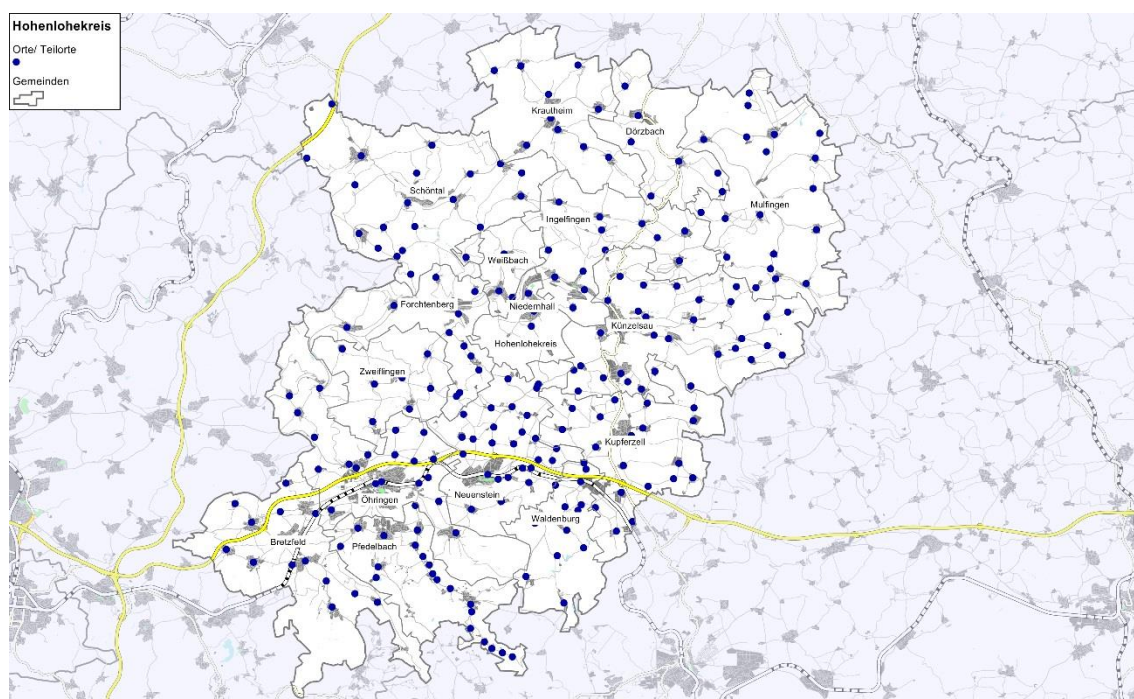 Hohenlohekreis
Orte/ Teilorte
Gemeinden
Krautheim
Dörzbach
Schöntal
Ingelfingen
Mulfingen
Weißbach
Forchtenberg
Niedernhall
Künzelsau
Hohenlohekreis
Zweiflingen
Kupferzell
Neuenstein
Öhringen
Waldenburg
Bretzfeld
Pfedelbach